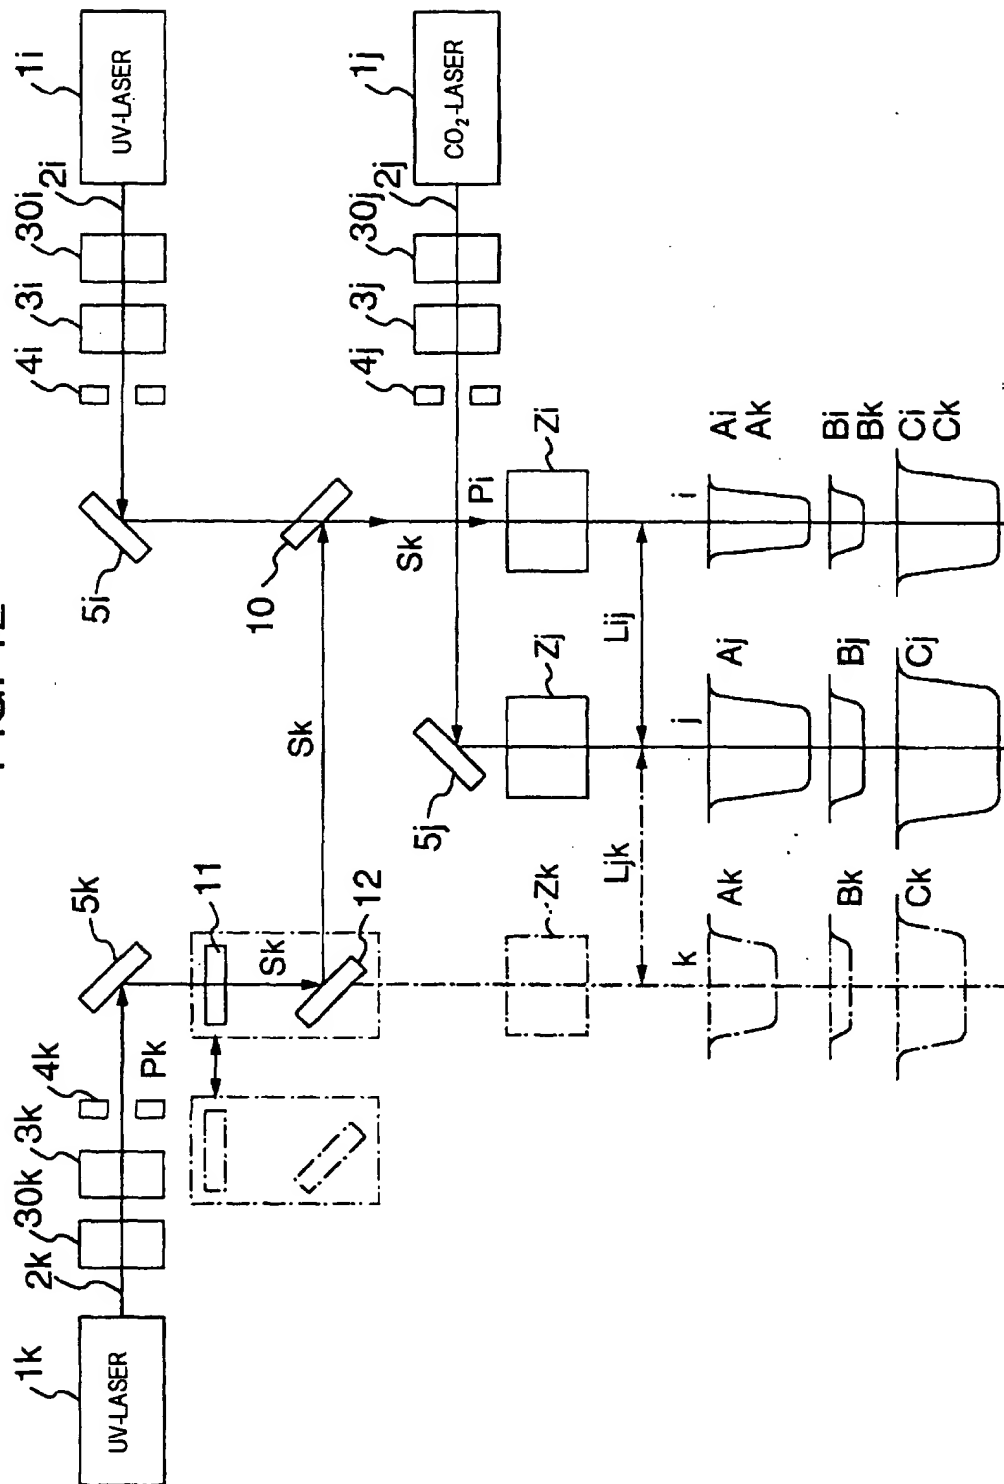 FIG. 12
1k
UV-LASER
2k
30k
3k
4k
Pk
5k
11
Sk
12
Sk
10
5i
4i
3i
30i
2i
1i
UV-LASER
4j
3j
30j
2j
1j
CO₂-LASER
5j
Sk
Pi
Zk
Zj
Zi
Ljk
Lij
k
j
i
Ak
Aj
Ai
Ak
Bk
Bj
Bi
Bk
Ck
Cj
Ci
Ck